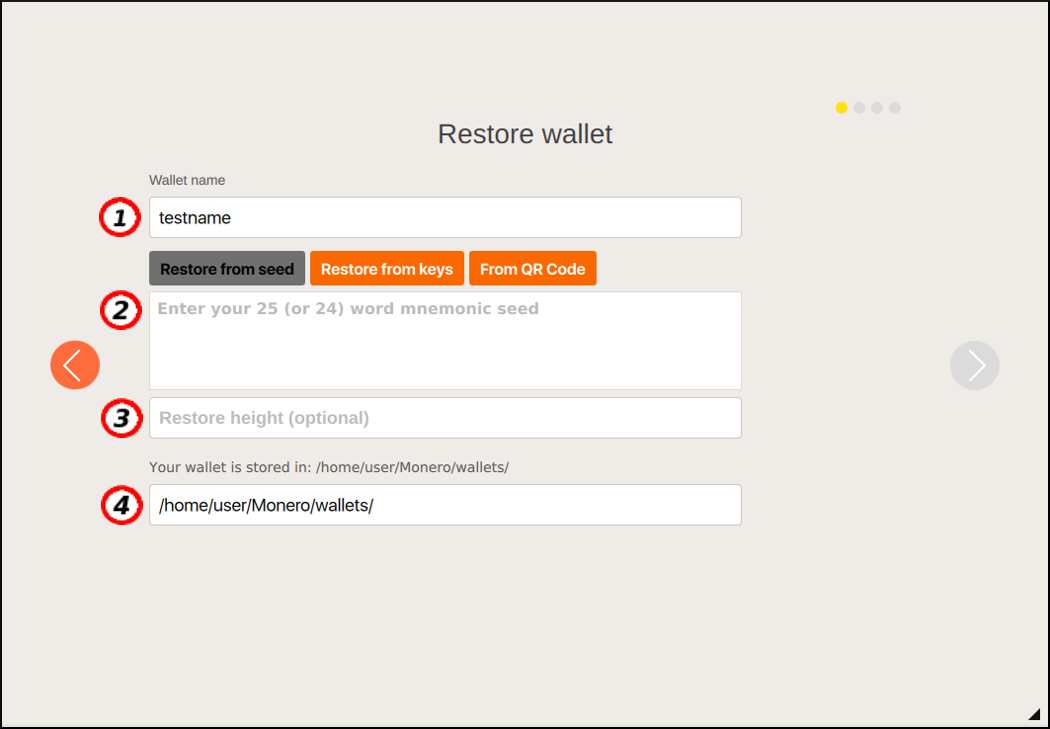 Restore wallet
Wallet name
1 testname
Restore from seed Restore from keys From QR Code
2 Enter your 25 (or 24) word mnemonic seed
3 Restore height (optional)
Your wallet is stored in: /home/user/Monero/wallets/
4 /home/user/Monero/wallets/